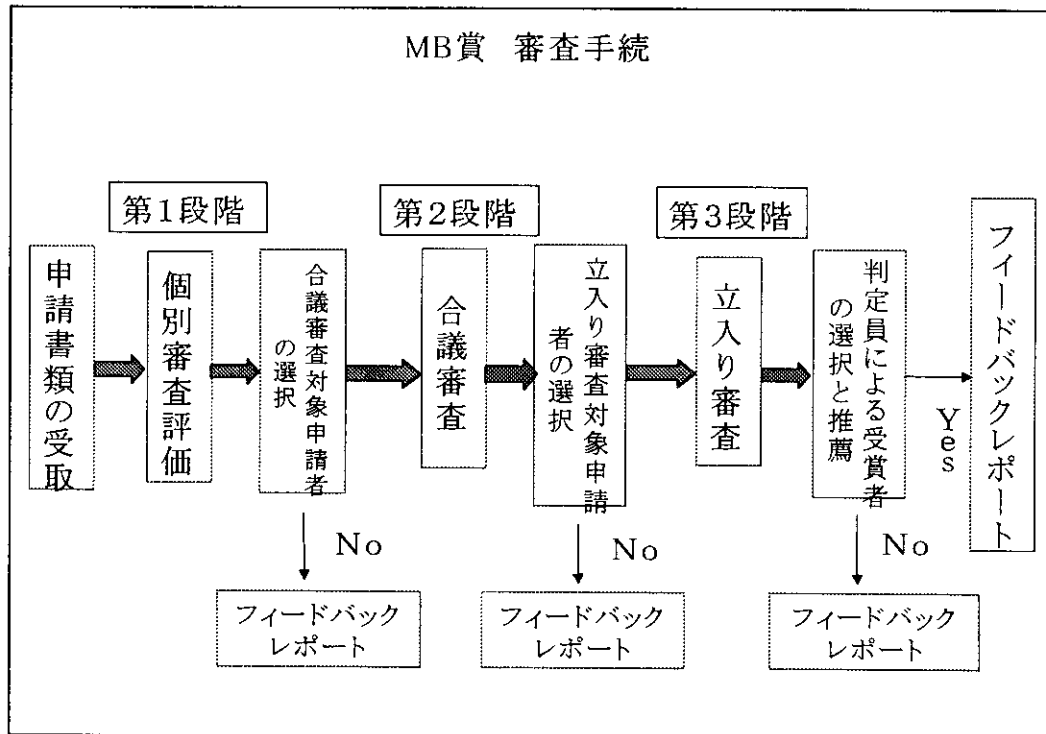 MB賞 審査手続
第1段階
第2段階
第3段階
申請書類の受取
個別審査評価
合議審査対象申請者
の選択
合議審査
立入り審査対象申請
者の選択
立入り審査
判定員による受賞者
の選択と推薦
Yes
フィードバックレポート
No
No
No
フィードバック
レポート
フィードバック
レポート
フィードバック
レポート